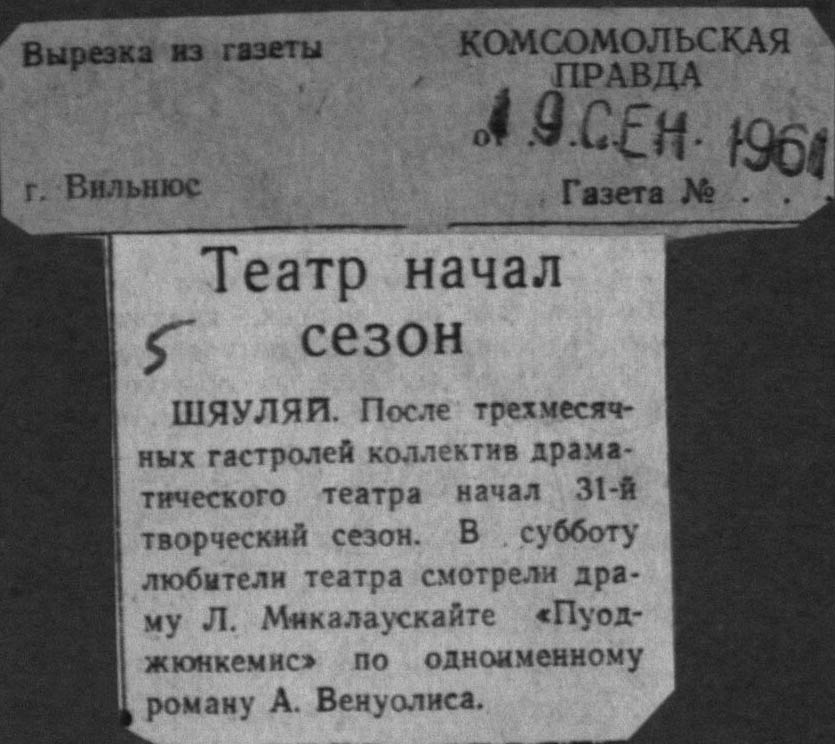 Вырезка из газеты
КОМСОМОЛЬСКАЯ
ПРАВДА
от 19 СЕН. 1961
г. Вильнюс
Газета № . . .
Театр начал
сезон
5
ШЯУЛЯЙ. После трехмесяч-
ных гастролей коллектив драма-
тического театра начал 31-й
творческий сезон. В субботу
любители театра смотрели дра-
му Л. Микалаускайте «Пуод-
жюнкемис» по одноименному
роману А. Венуолиса.